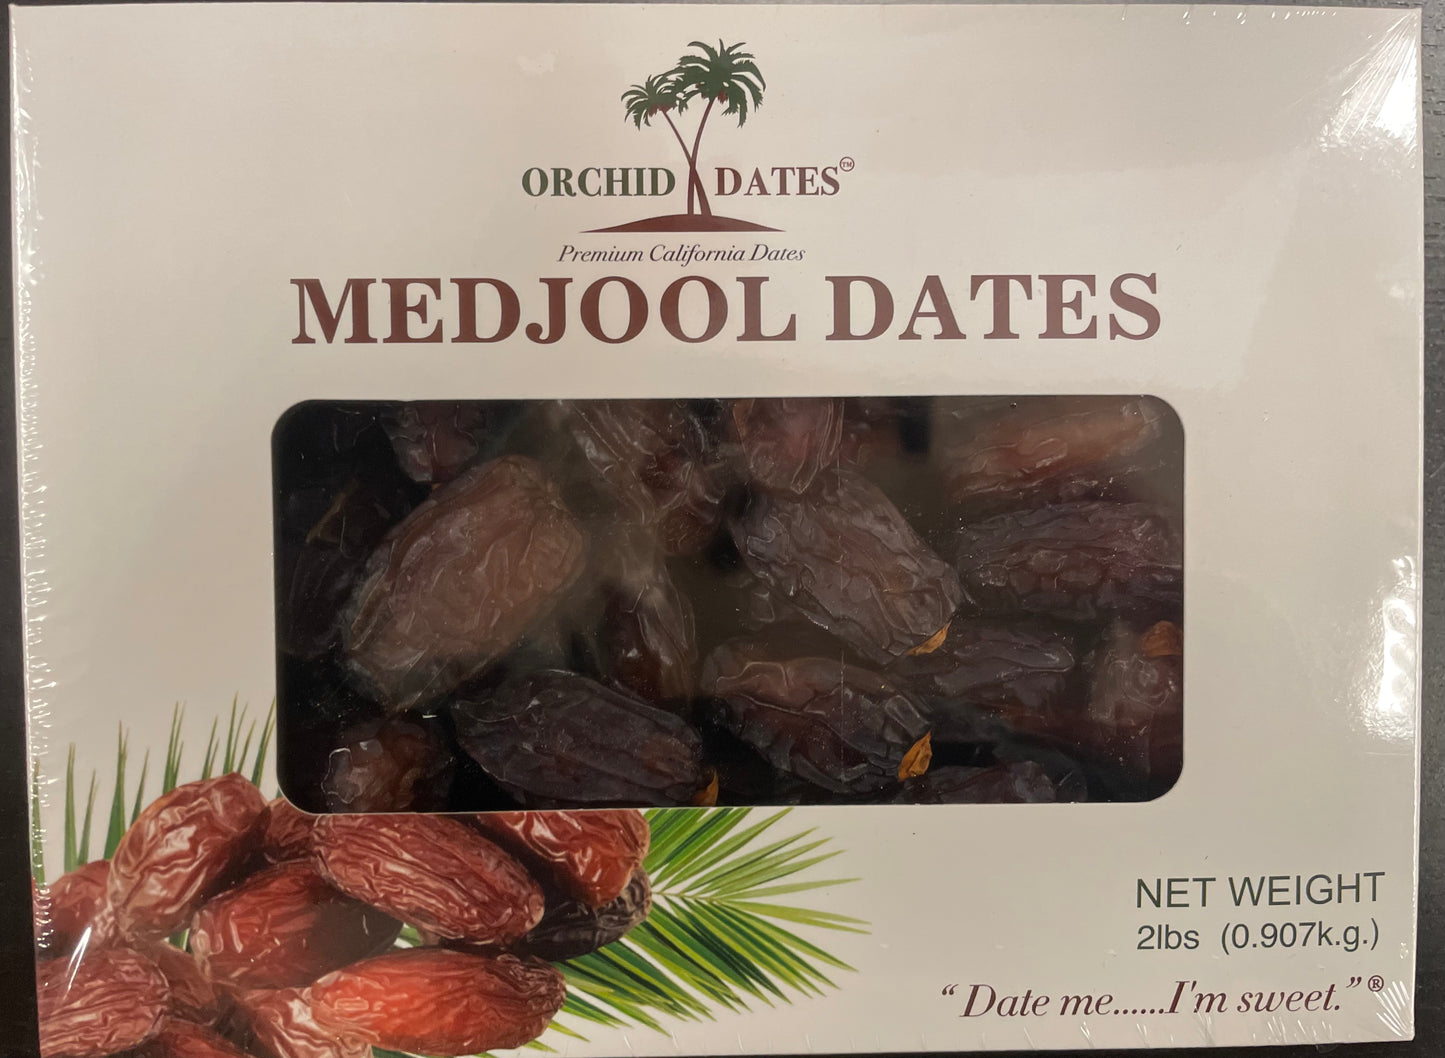 ORCHID DATES™
Premium California Dates
MEDJOOL DATES
NET WEIGHT
2lbs (0.907k.g.)
“Date me......I'm sweet.”®